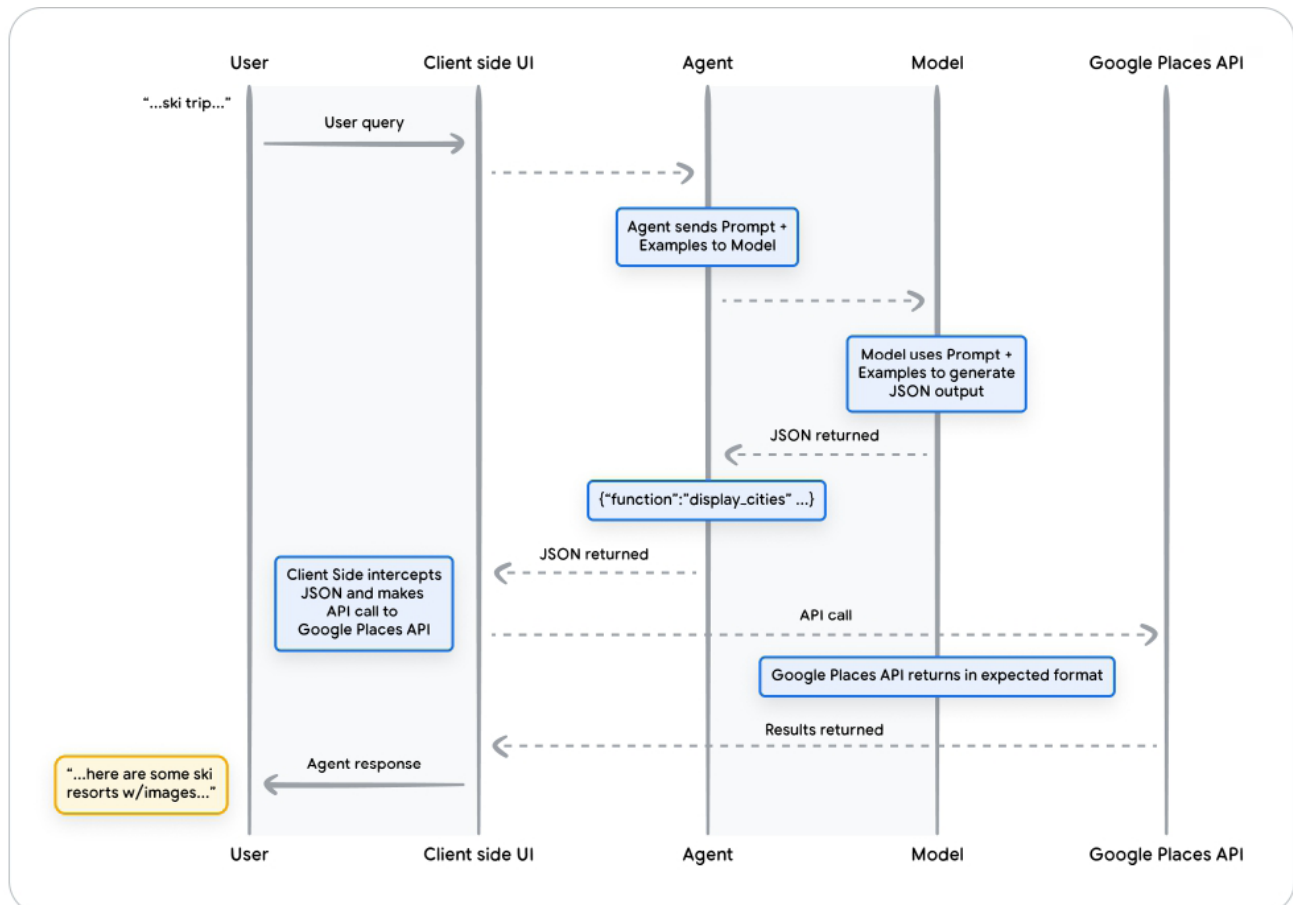 User
Client side UI
Agent
Model
Google Places API
“...ski trip...”
User query
Agent sends Prompt +
Examples to Model
Model uses Prompt +
Examples to generate
JSON output
JSON returned
{“function”:"display_cities” ...}
JSON returned
Client Side intercepts
JSON and makes
API call to
Google Places API
API call
Google Places API returns in expected format
Results returned
Agent response
“...here are some ski
resorts w/images...”
User
Client side UI
Agent
Model
Google Places API